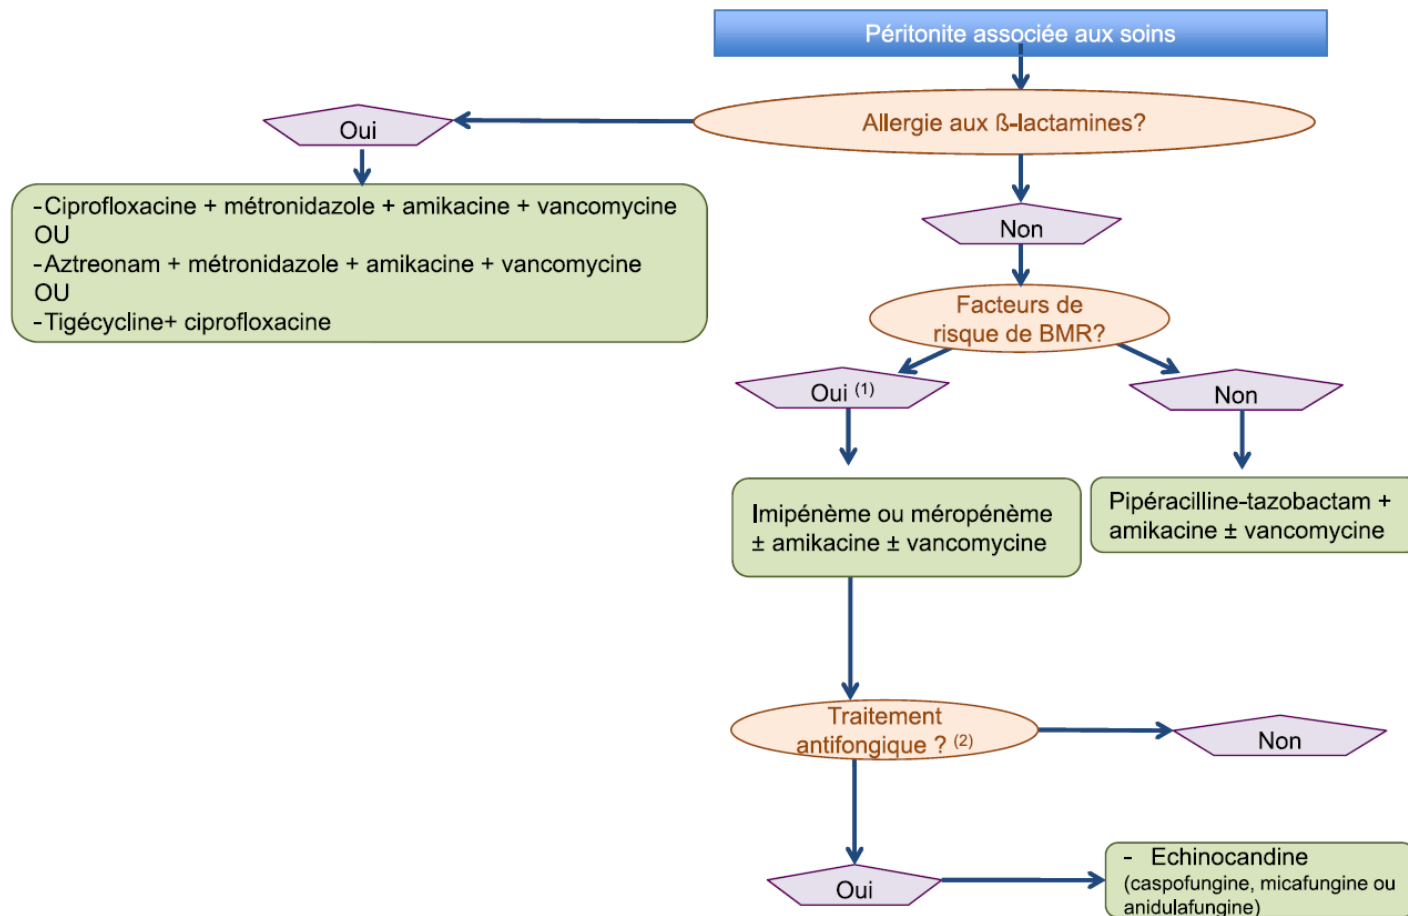 Péritonite associée aux soins
Allergie aux ß-lactamines?
Oui
-Ciprofloxacine + métronidazole + amikacine + vancomycine
OU
-Aztreonam + métronidazole + amikacine + vancomycine
OU
-Tigécycline+ ciprofloxacine
Non
Facteurs de
risque de BMR?
Oui (1)
Non
Imipénème ou méropénème
± amikacine ± vancomycine
Pipéracilline-tazobactam +
amikacine ± vancomycine
Traitement
antifongique ? (2)
Non
Oui
- Echinocandine
(caspofungine, micafungine ou
anidulafungine)